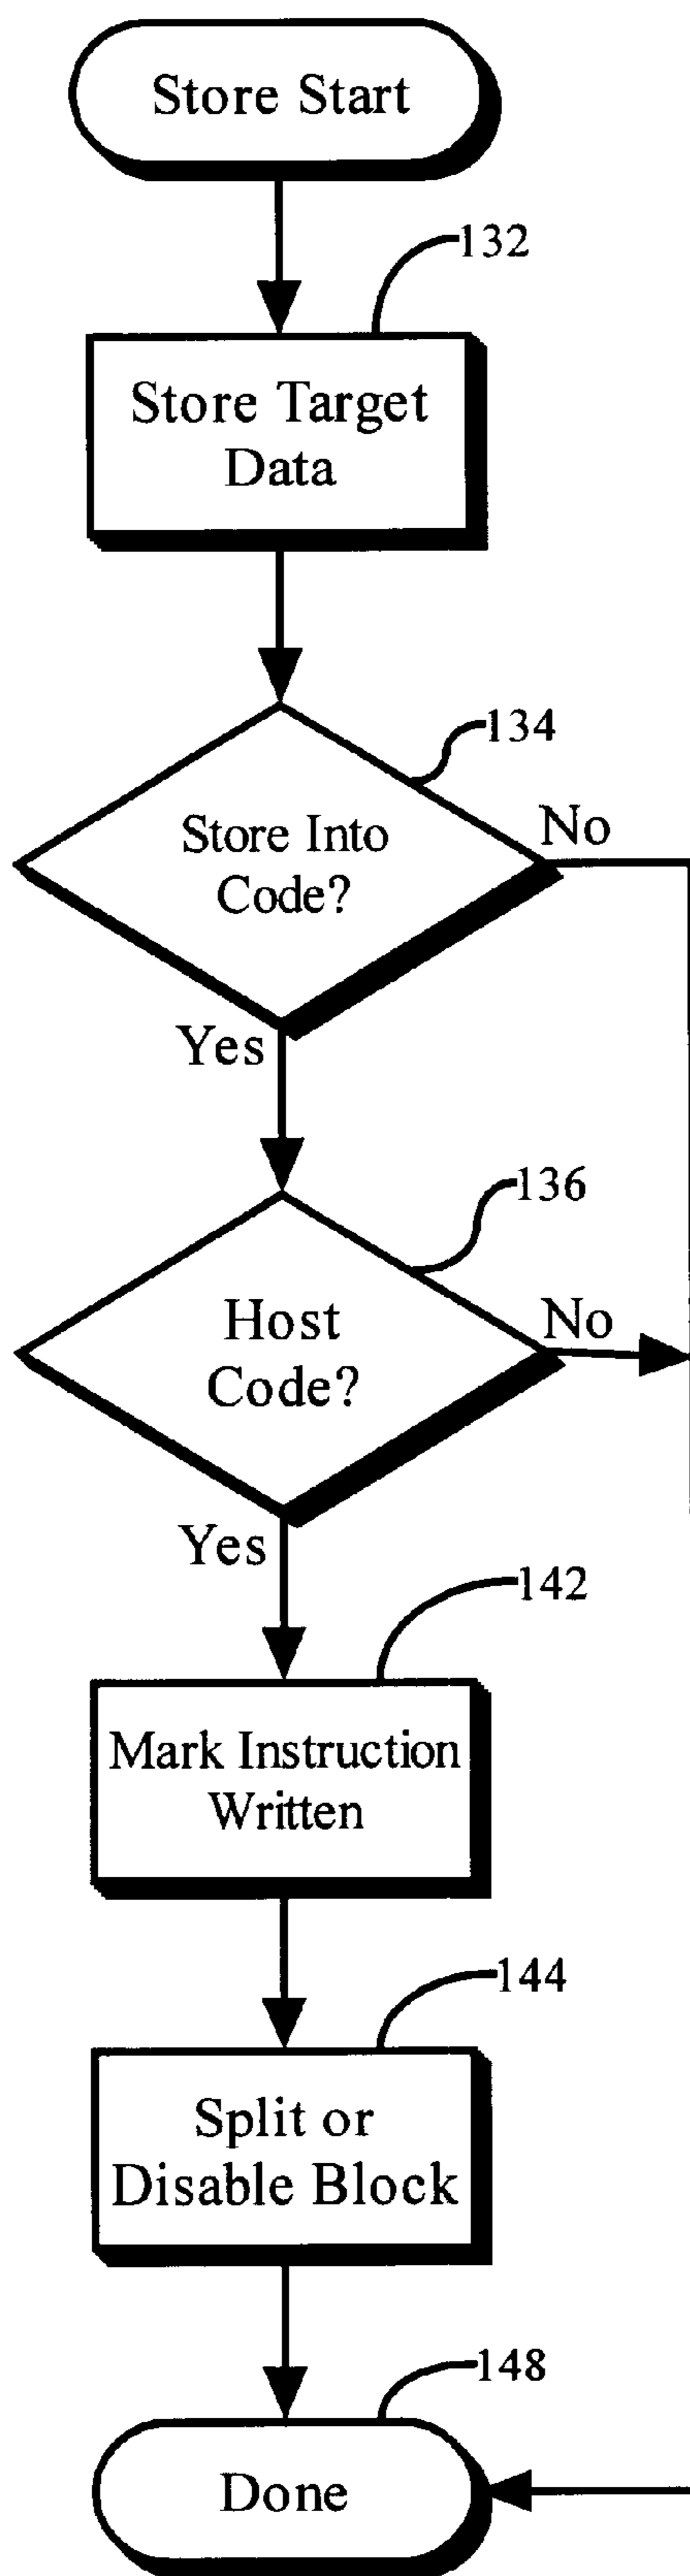 Store Start
132
Store Target
Data
134
Store Into
Code?
No
Yes
136
Host
Code?
No
Yes
142
Mark Instruction
Written
144
Split or
Disable Block
148
Done